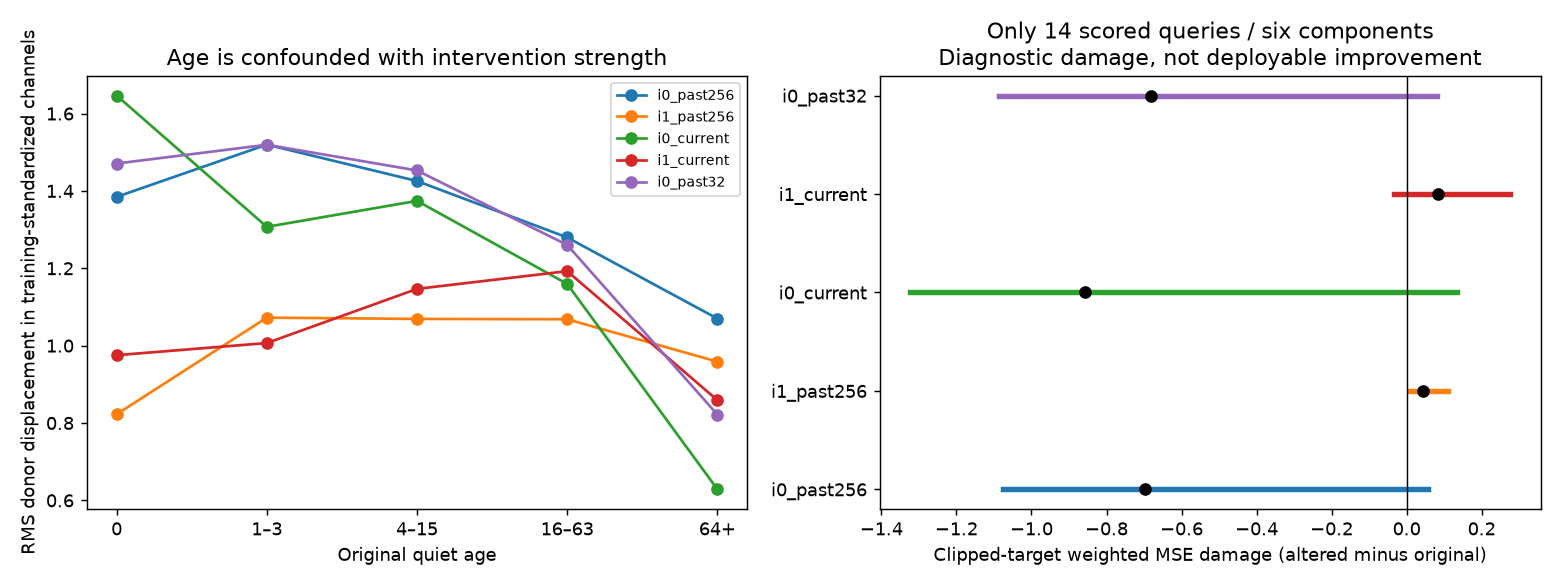 Age is confounded with intervention strength
RMS donor displacement in training-standardized channels
1.6
1.4
1.2
1.0
0.8
0.6
i0_past256
i1_past256
i0_current
i1_current
i0_past32
0
1–3
4–15
16–63
64+
Original quiet age
Only 14 scored queries / six components
Diagnostic damage, not deployable improvement
i0_past32
i1_current
i0_current
i1_past256
i0_past256
−1.4
−1.2
−1.0
−0.8
−0.6
−0.4
−0.2
0.0
0.2
Clipped-target weighted MSE damage (altered minus original)